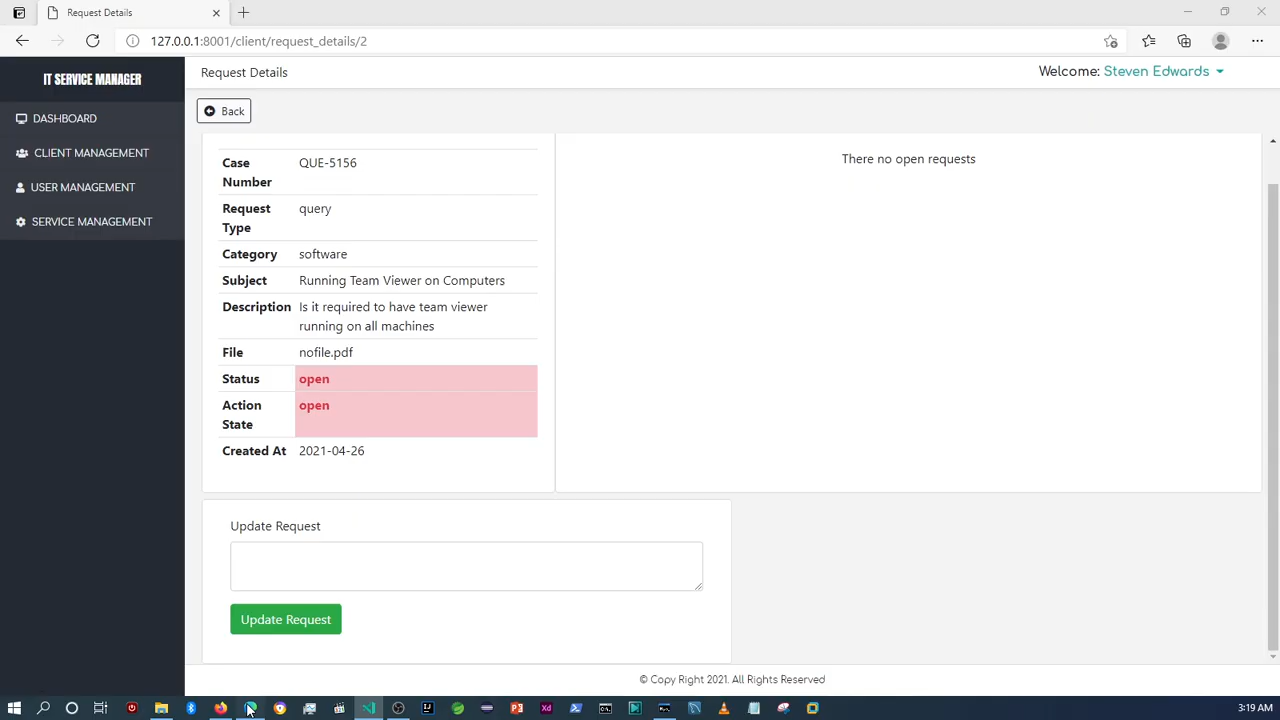 Request Details
127.0.0.1:8001/client/request_details/2
IT SERVICE MANAGER
Request Details
Welcome: Steven Edwards
DASHBOARD
CLIENT MANAGEMENT
USER MANAGEMENT
SERVICE MANAGEMENT
Back
Case Number QUE-5156
Request Type query
Category software
Subject Running Team Viewer on Computers
Description Is it required to have team viewer
running on all machines
File nofile.pdf
Status open
Action State open
Created At 2021-04-26
There no open requests
Update Request
Update Request
© Copy Right 2021. All Rights Reserved
3:19 AM